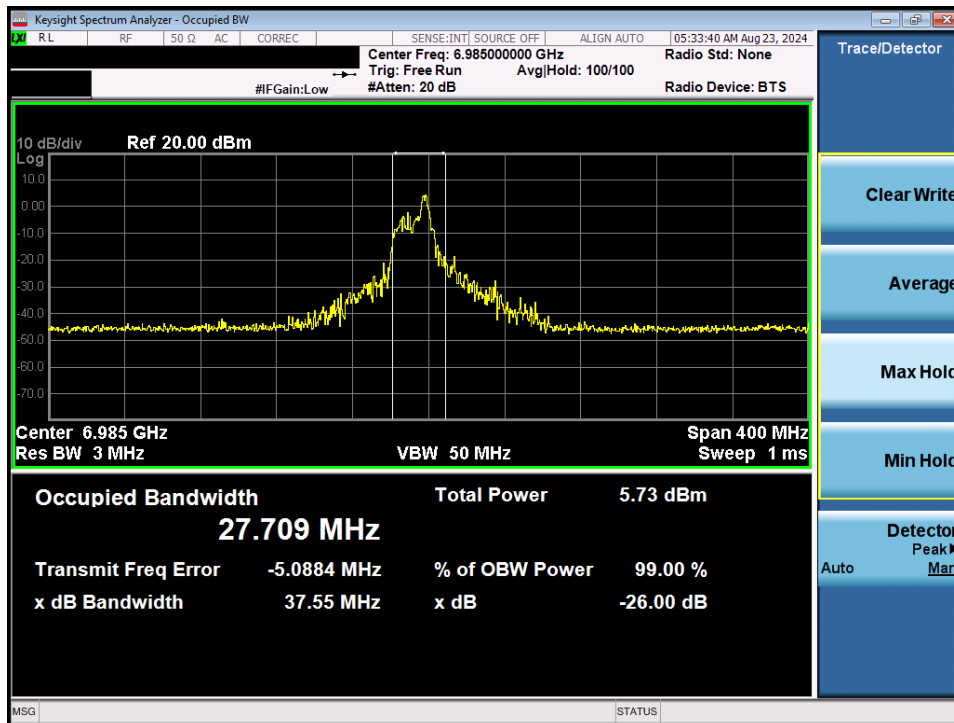 Keysight Spectrum Analyzer - Occupied BW
LXI RL RF 50 Ω AC CORREC SENSE:INT SOURCE OFF ALIGN AUTO 05:33:40 AM Aug 23, 2024
Center Freq: 6.985000000 GHz Radio Std: None
Trig: Free Run Avg|Hold: 100/100
#IFGain:Low #Atten: 20 dB Radio Device: BTS
Trace/Detector
10 dB/div Ref 20.00 dBm
Log
10.0
0.00
-10.0
-20.0
-30.0
-40.0
-50.0
-60.0
-70.0
Center 6.985 GHz Span 400 MHz
Res BW 3 MHz VBW 50 MHz Sweep 1 ms
Occupied Bandwidth Total Power 5.73 dBm
27.709 MHz
Transmit Freq Error -5.0884 MHz % of OBW Power 99.00 %
x dB Bandwidth 37.55 MHz x dB -26.00 dB
Clear Write
Average
Max Hold
Min Hold
Detector
Peak
Auto Man
MSG STATUS